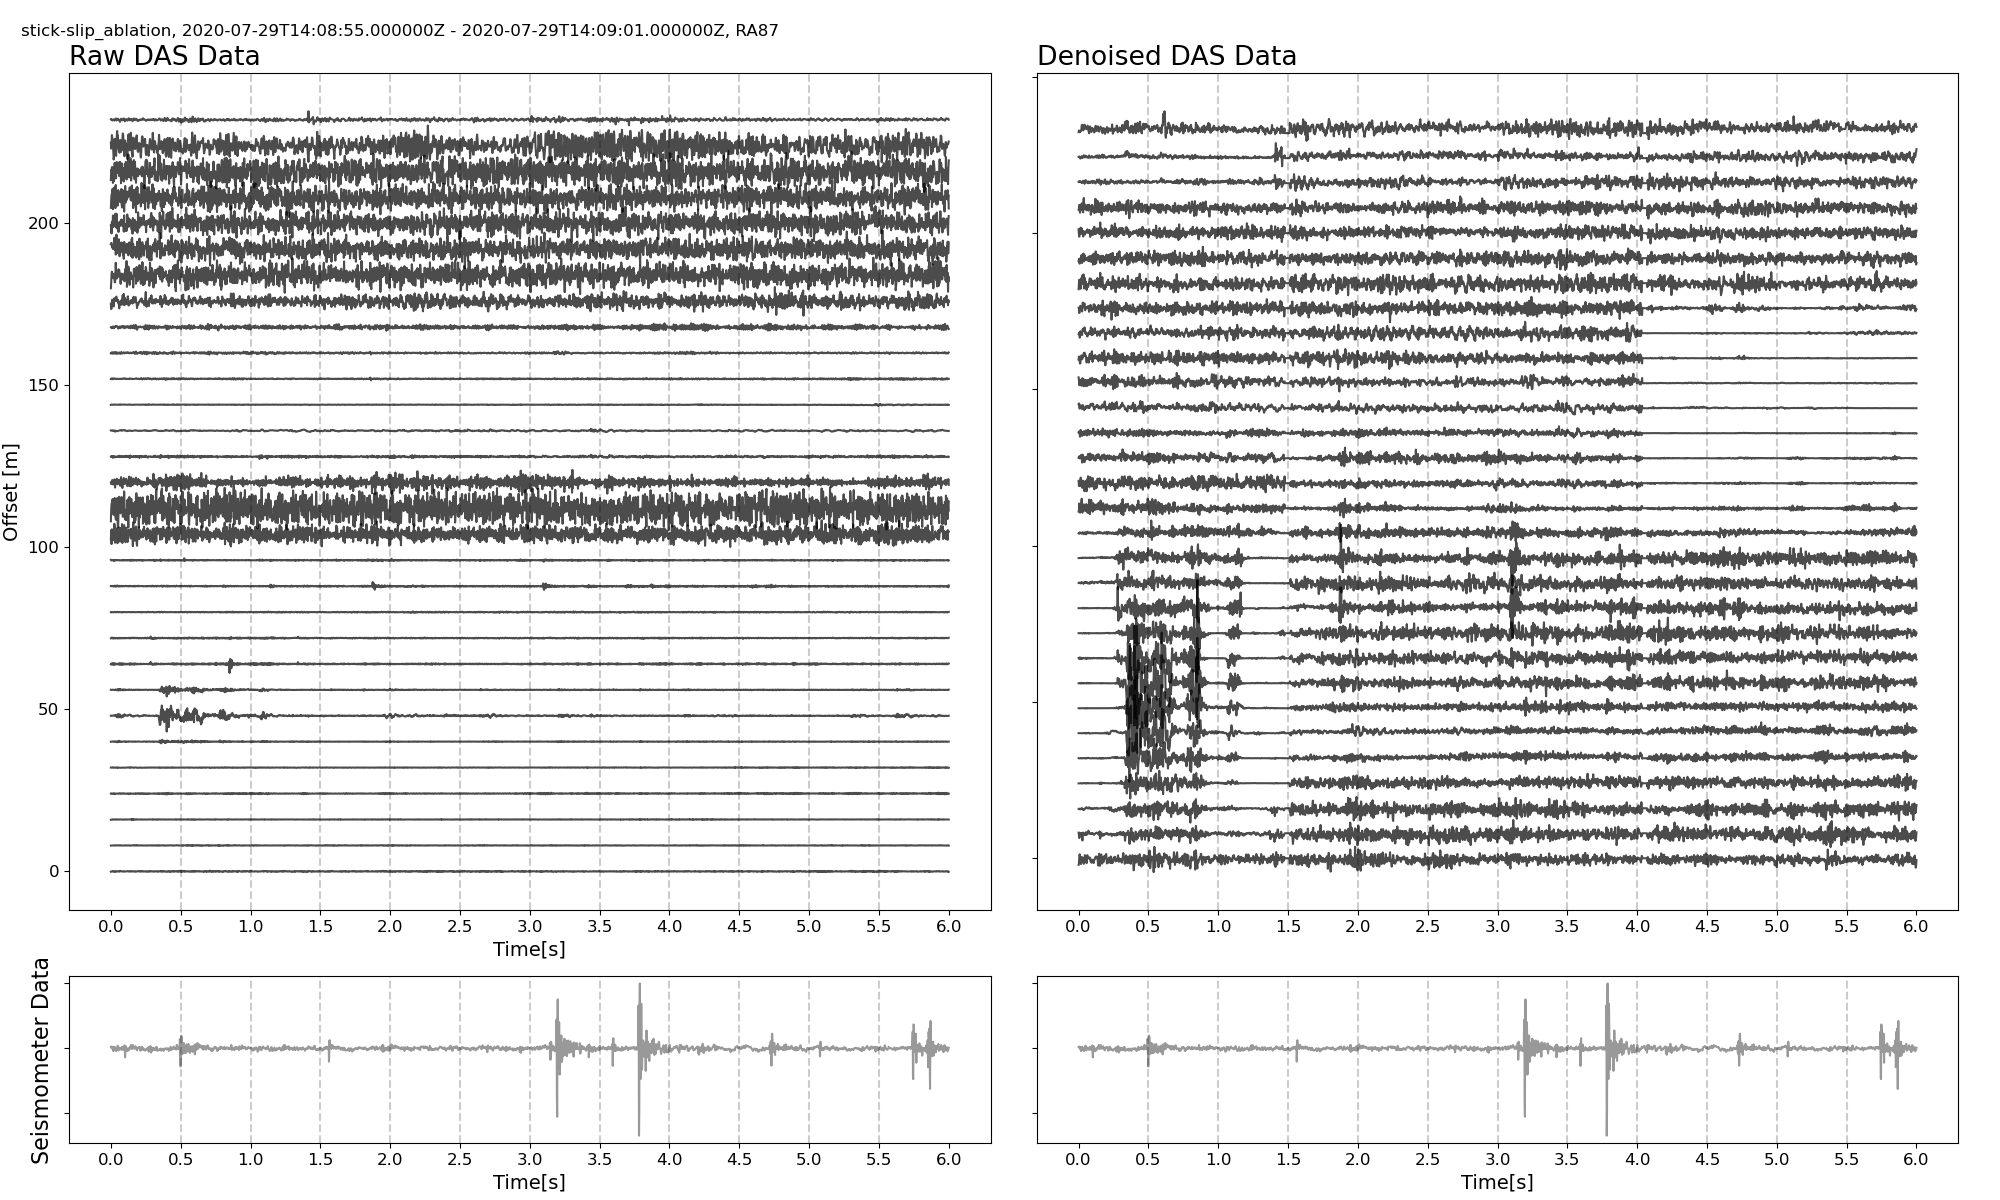 stick-slip_ablation, 2020-07-29T14:08:55.000000Z - 2020-07-29T14:09:01.000000Z, RA87
Raw DAS Data
Denoised DAS Data
Offset [m]
200
150
100
50
0
0.0 0.5 1.0 1.5 2.0 2.5 3.0 3.5 4.0 4.5 5.0 5.5 6.0
Time[s]
0.0 0.5 1.0 1.5 2.0 2.5 3.0 3.5 4.0 4.5 5.0 5.5 6.0
Seismometer Data
0.0 0.5 1.0 1.5 2.0 2.5 3.0 3.5 4.0 4.5 5.0 5.5 6.0
Time[s]
0.0 0.5 1.0 1.5 2.0 2.5 3.0 3.5 4.0 4.5 5.0 5.5 6.0
Time[s]